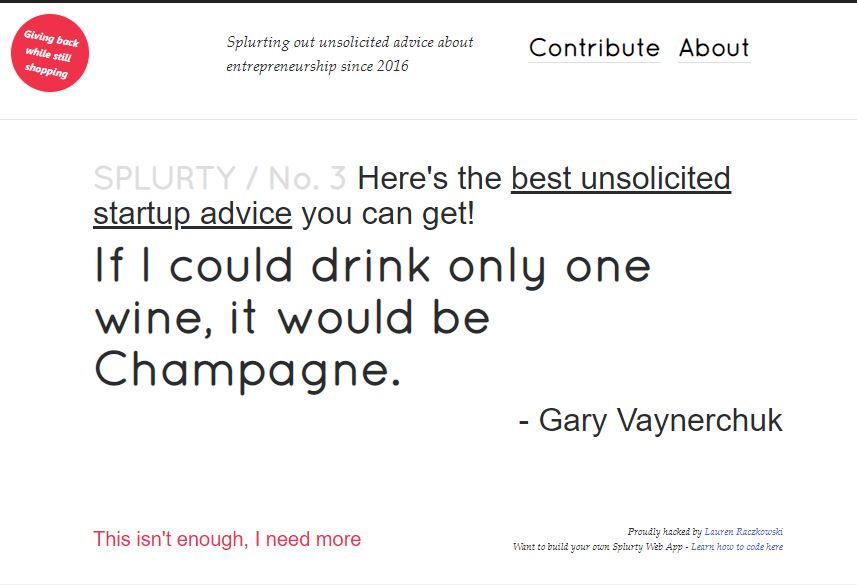 Giving back
while still
shopping
Splurting out unsolicited advice about
entrepreneurship since 2016
Contribute About
SPLURTY / No. 3 Here's the best unsolicited
startup advice you can get!
If I could drink only one
wine, it would be
Champagne.
- Gary Vaynerchuk
This isn't enough, I need more
Proudly hacked by Lauren Raczkowski
Want to build your own Splurty Web App - Learn how to code here